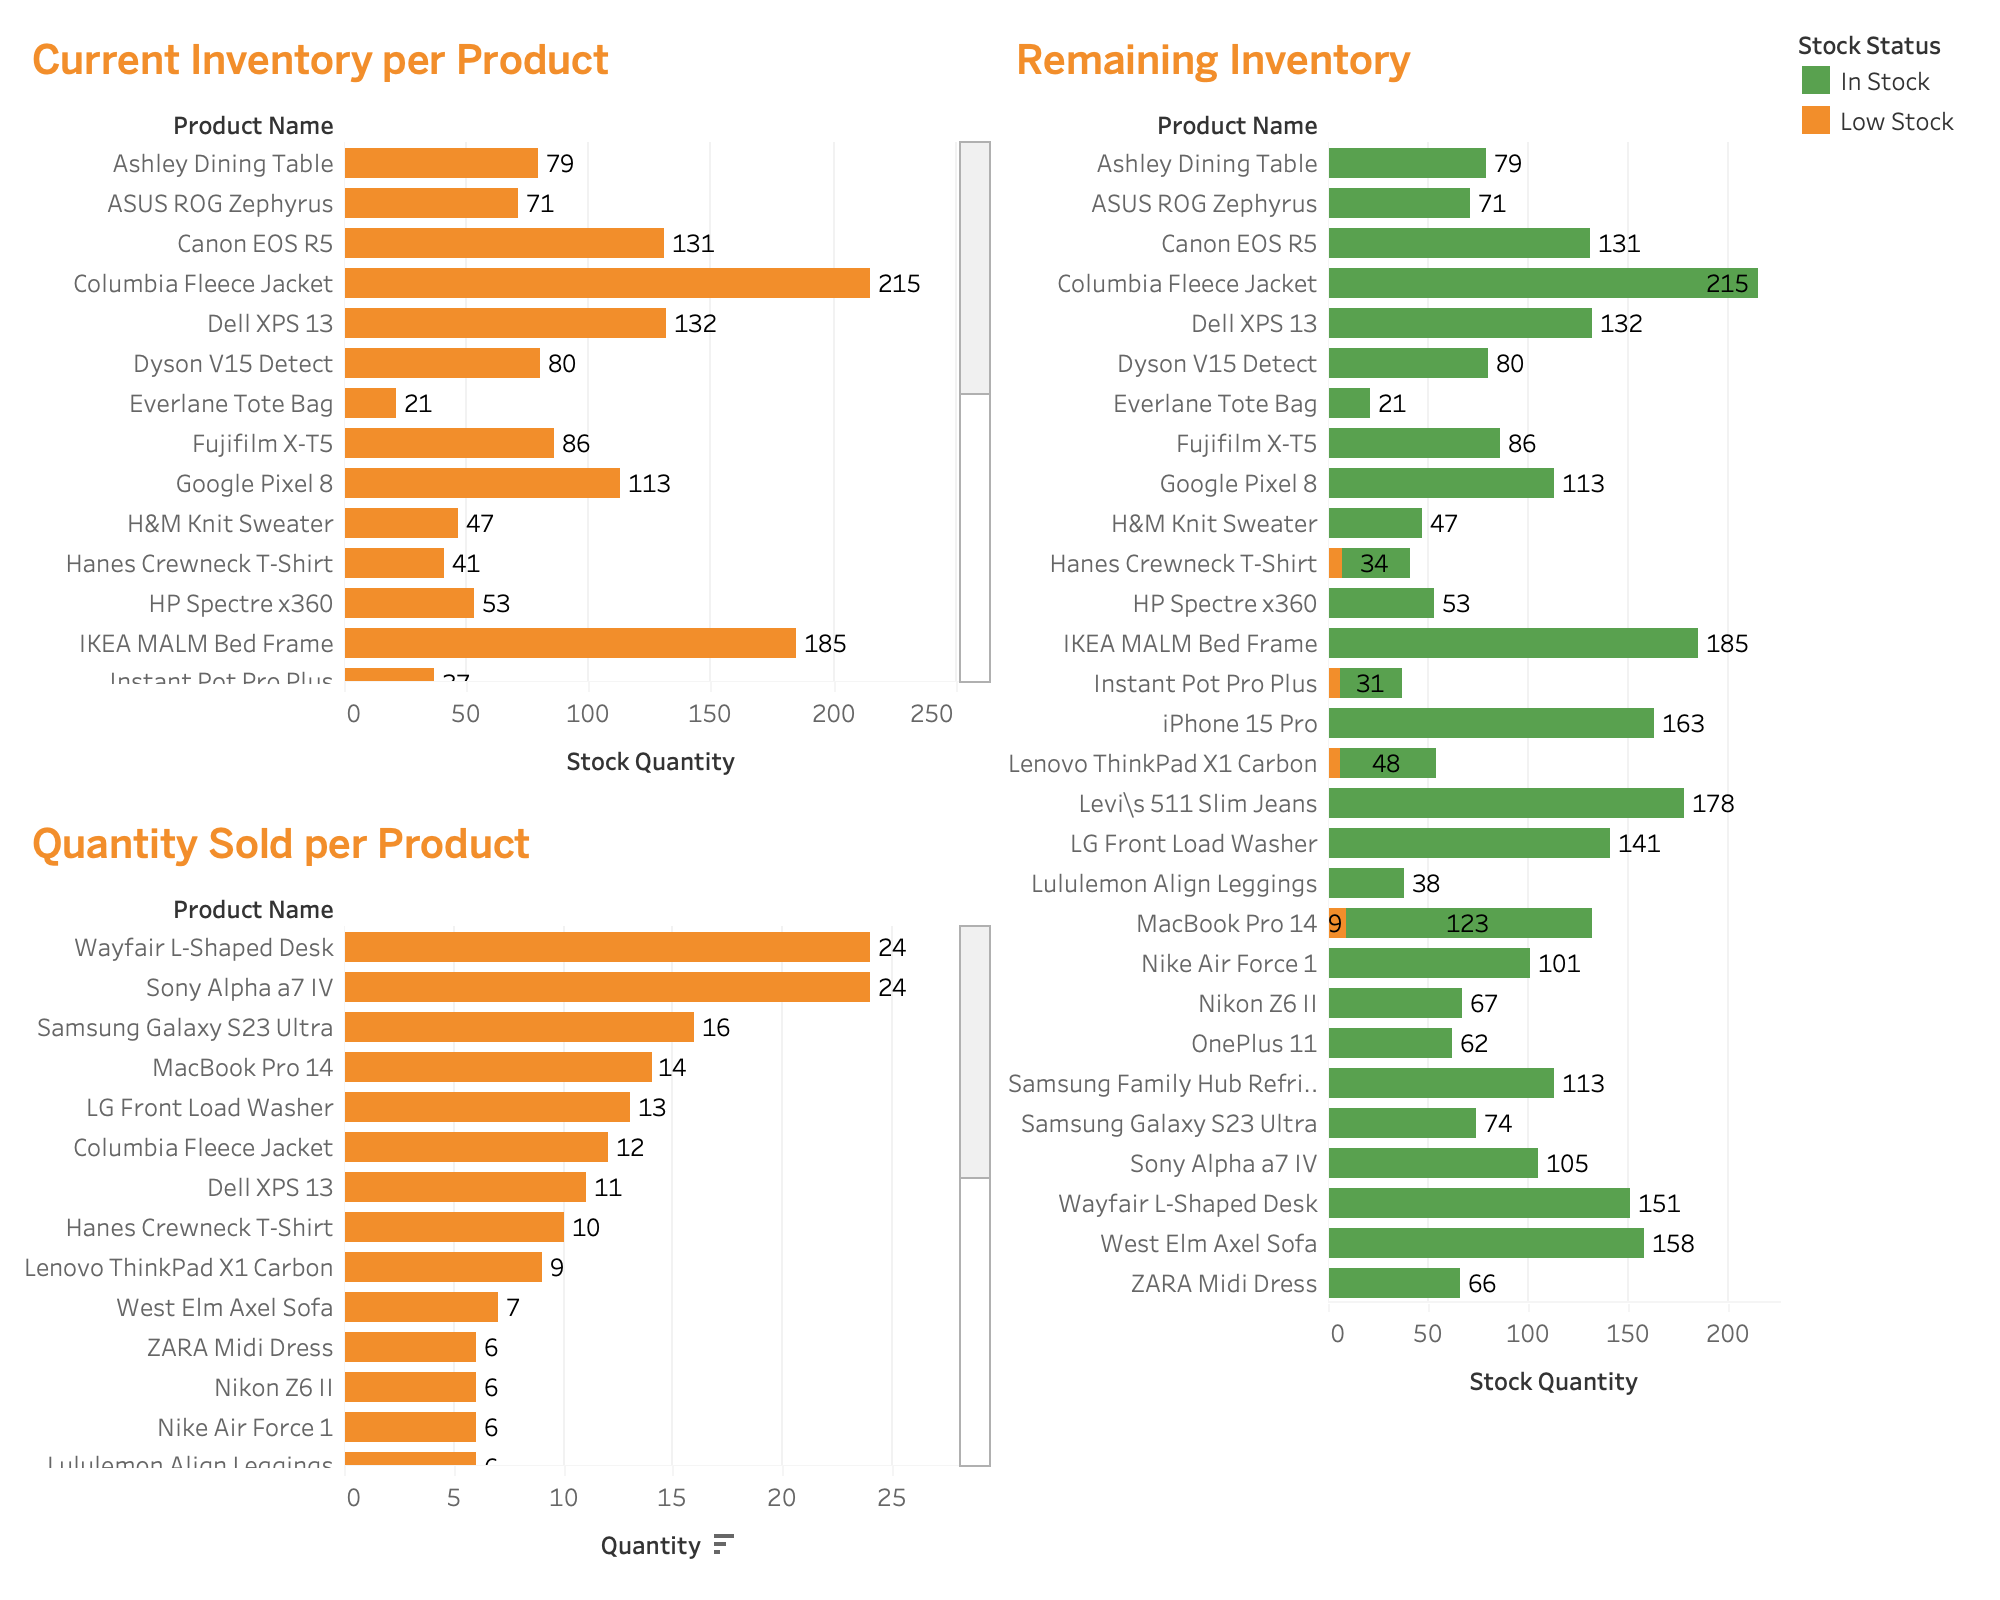 Current Inventory per Product
Product Name
Ashley Dining Table 79
ASUS ROG Zephyrus 71
Canon EOS R5 131
Columbia Fleece Jacket 215
Dell XPS 13 132
Dyson V15 Detect 80
Everlane Tote Bag 21
Fujifilm X-T5 86
Google Pixel 8 113
H&M Knit Sweater 47
Hanes Crewneck T-Shirt 41
HP Spectre x360 53
IKEA MALM Bed Frame 185
Instant Pot Pro Plus 37
0 50 100 150 200 250
Stock Quantity
Quantity Sold per Product
Product Name
Wayfair L-Shaped Desk 24
Sony Alpha a7 IV 24
Samsung Galaxy S23 Ultra 16
MacBook Pro 14 14
LG Front Load Washer 13
Columbia Fleece Jacket 12
Dell XPS 13 11
Hanes Crewneck T-Shirt 10
Lenovo ThinkPad X1 Carbon 9
West Elm Axel Sofa 7
ZARA Midi Dress 6
Nikon Z6 II 6
Nike Air Force 1 6
Lululemon Align Leggings 6
0 5 10 15 20 25
Quantity
Remaining Inventory
Product Name
Ashley Dining Table 79
ASUS ROG Zephyrus 71
Canon EOS R5 131
Columbia Fleece Jacket 215
Dell XPS 13 132
Dyson V15 Detect 80
Everlane Tote Bag 21
Fujifilm X-T5 86
Google Pixel 8 113
H&M Knit Sweater 47
Hanes Crewneck T-Shirt 34
HP Spectre x360 53
IKEA MALM Bed Frame 185
Instant Pot Pro Plus 31
iPhone 15 Pro 163
Lenovo ThinkPad X1 Carbon 48
Levi\s 511 Slim Jeans 178
LG Front Load Washer 141
Lululemon Align Leggings 38
MacBook Pro 14 9 123
Nike Air Force 1 101
Nikon Z6 II 67
OnePlus 11 62
Samsung Family Hub Refri.. 113
Samsung Galaxy S23 Ultra 74
Sony Alpha a7 IV 105
Wayfair L-Shaped Desk 151
West Elm Axel Sofa 158
ZARA Midi Dress 66
0 50 100 150 200
Stock Quantity
Stock Status
In Stock
Low Stock